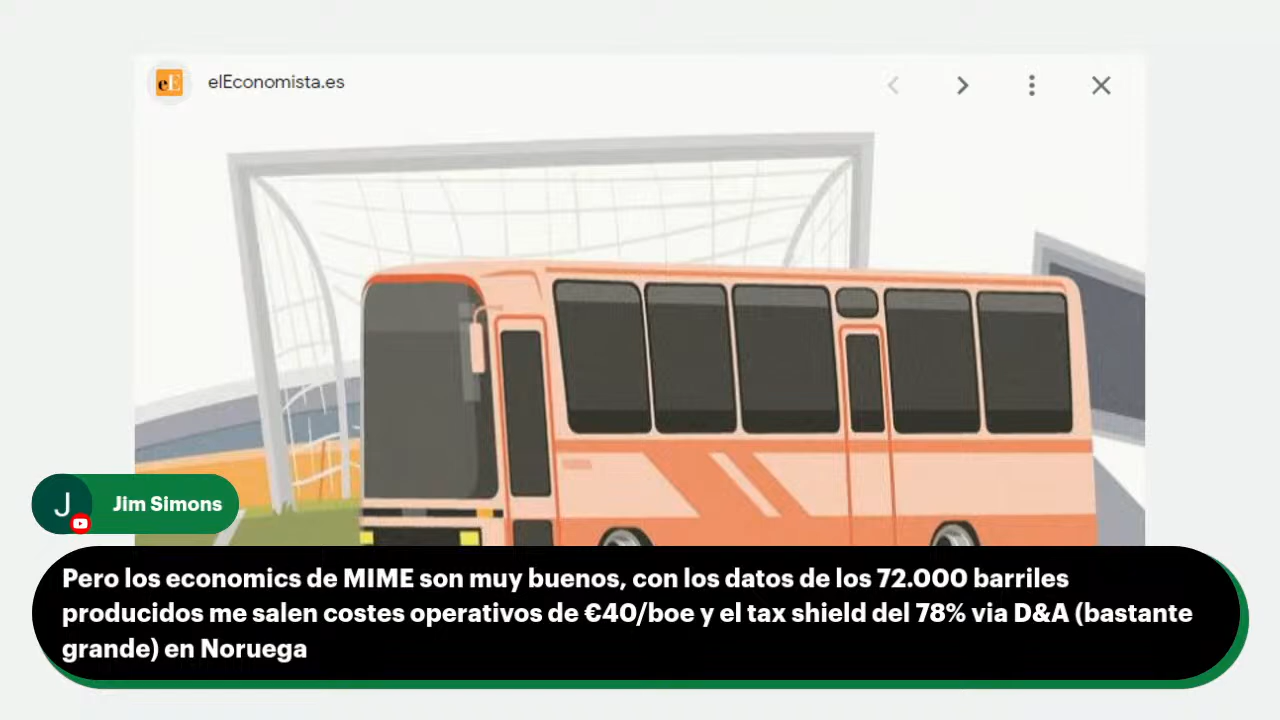 eE
elEconomista.es
J
Jim Simons
Pero los economics de MIME son muy buenos, con los datos de los 72.000 barriles
producidos me salen costes operativos de €40/boe y el tax shield del 78% via D&A (bastante
grande) en Noruega